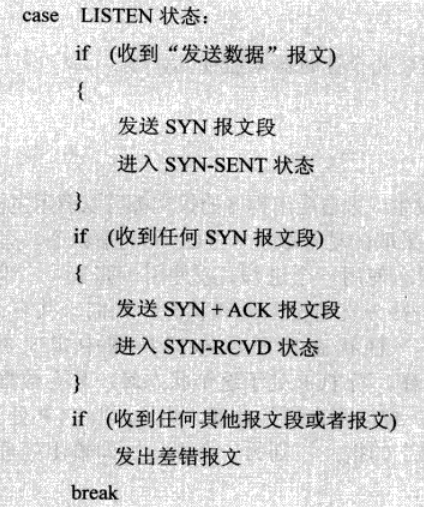 case LISTEN 状态：
if (收到“发送数据”报文)
{
发送 SYN 报文段
进入 SYN-SENT 状态
}
if (收到任何 SYN 报文段)
{
发送 SYN + ACK 报文段
进入 SYN-RCVD 状态
}
if (收到任何其他报文段或者报文)
发出差错报文
break